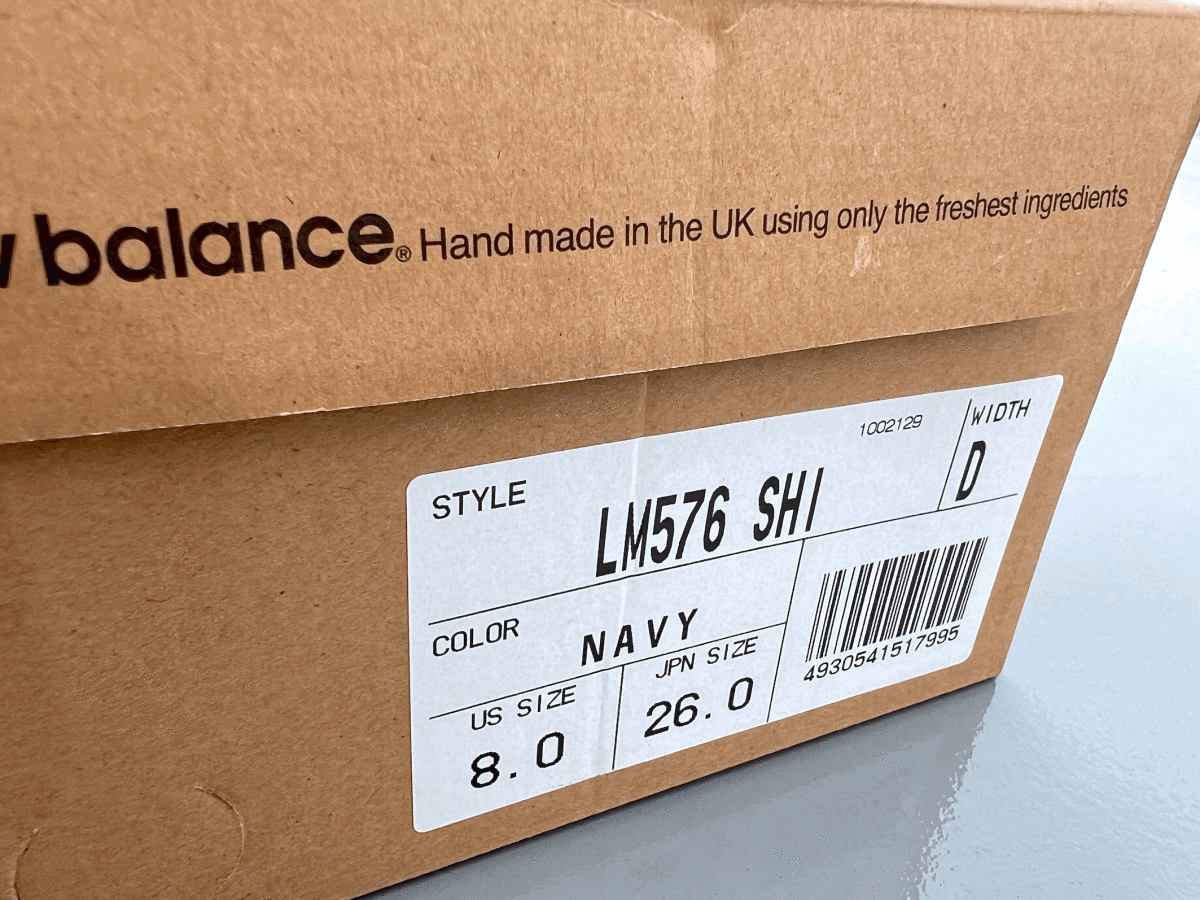 w balance® Hand made in the UK using only the freshest ingredients
1002129
WIDTH
STYLE
LM576 SHI
D
COLOR
NAVY
US SIZE
8.0
JPN SIZE
26.0
4930541517995